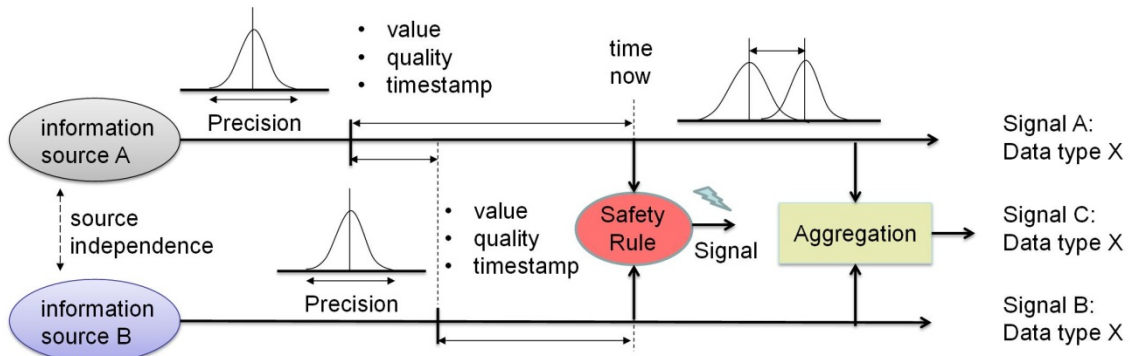 • value
• quality
• timestamp
time
now
Precision
information
source A
Signal A:
Data type X
source
independence
• value
• quality
• timestamp
Safety
Rule
Signal
Aggregation
Signal C:
Data type X
Precision
information
source B
Signal B:
Data type X